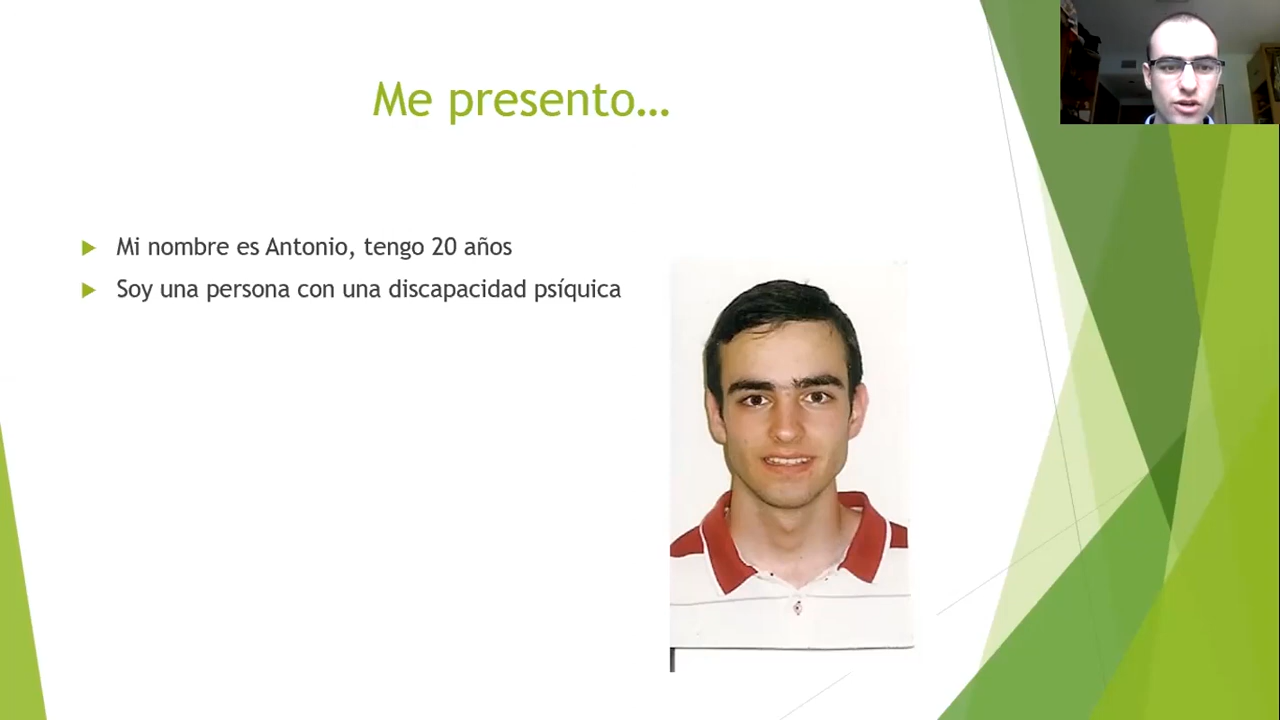 Me presento...
Mi nombre es Antonio, tengo 20 años
Soy una persona con una discapacidad psíquica